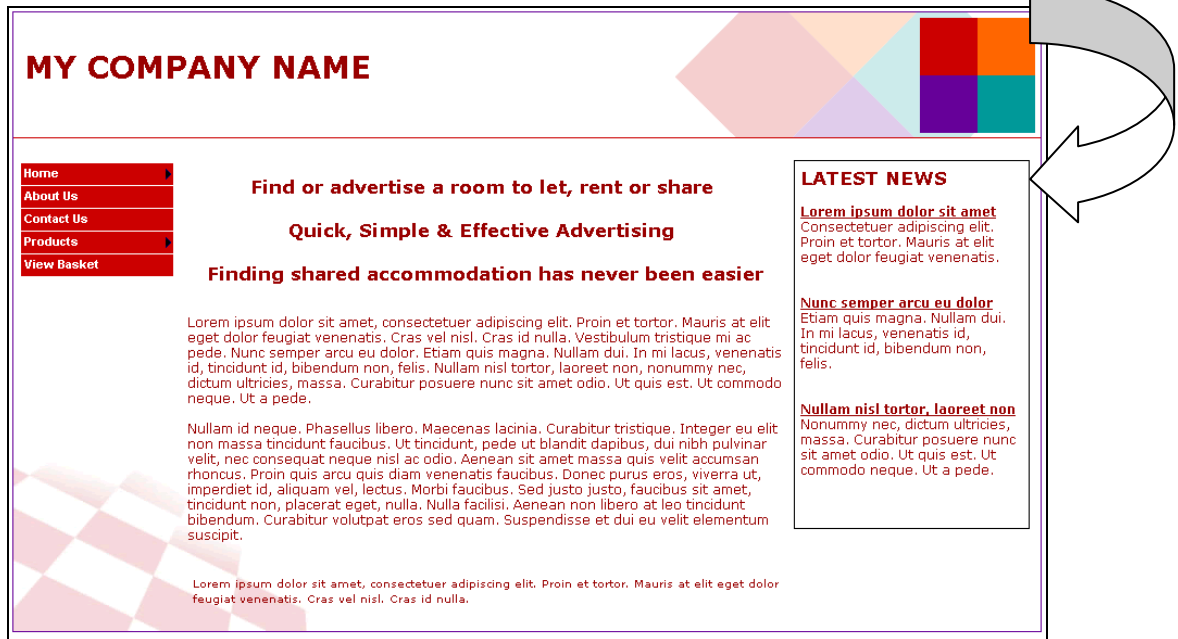 MY COMPANY NAME
Home
About Us
Contact Us
Products
View Basket
Find or advertise a room to let, rent or share
Quick, Simple & Effective Advertising
Finding shared accommodation has never been easier
Lorem ipsum dolor sit amet, consectetuer adipiscing elit. Proin et tortor. Mauris at elit
eget dolor feugiat venenatis. Cras vel nisl. Cras id nulla. Vestibulum tristique mi ac
pede. Nunc semper arcu eu dolor. Etiam quis magna. Nullam dui. In mi lacus, venenatis
id, tincidunt id, bibendum non, felis. Nullam nisl tortor, laoreet non, nonummy nec,
dictum ultricies, massa. Curabitur posuere nunc sit amet odio. Ut quis est. Ut commodo
neque. Ut a pede.
Nullam id neque. Phasellus libero. Maecenas lacinia. Curabitur tristique. Integer eu elit
non massa tincidunt faucibus. Ut tincidunt, pede ut blandit dapibus, dui nibh pulvinar
velit, nec consequat neque nisl ac odio. Aenean sit amet massa quis velit accumsan
rhoncus. Proin quis arcu quis diam venenatis faucibus. Donec purus eros, viverra ut,
imperdiet id, aliquam vel, lectus. Morbi faucibus. Sed justo justo, faucibus sit amet,
tincidunt non, placerat eget, nulla. Nulla facilisi. Aenean non libero at leo tincidunt
bibendum. Curabitur volutpat eros sed quam. Suspendisse et dui eu velit elementum
suscipit.
Lorem ipsum dolor sit amet, consectetuer adipiscing elit. Proin et tortor. Mauris at elit eget dolor
feugiat venenatis. Cras vel nisl. Cras id nulla.
LATEST NEWS
Lorem ipsum dolor sit amet
Consectetuer adipiscing elit.
Proin et tortor. Mauris at elit
eget dolor feugiat venenatis.
Nunc semper arcu eu dolor
Etiam quis magna. Nullam dui.
In mi lacus, venenatis id,
tincidunt id, bibendum non,
felis.
Nullam nisl tortor, laoreet non
Nonummy nec, dictum ultricies,
massa. Curabitur posuere nunc
sit amet odio. Ut quis est. Ut
commodo neque. Ut a pede.